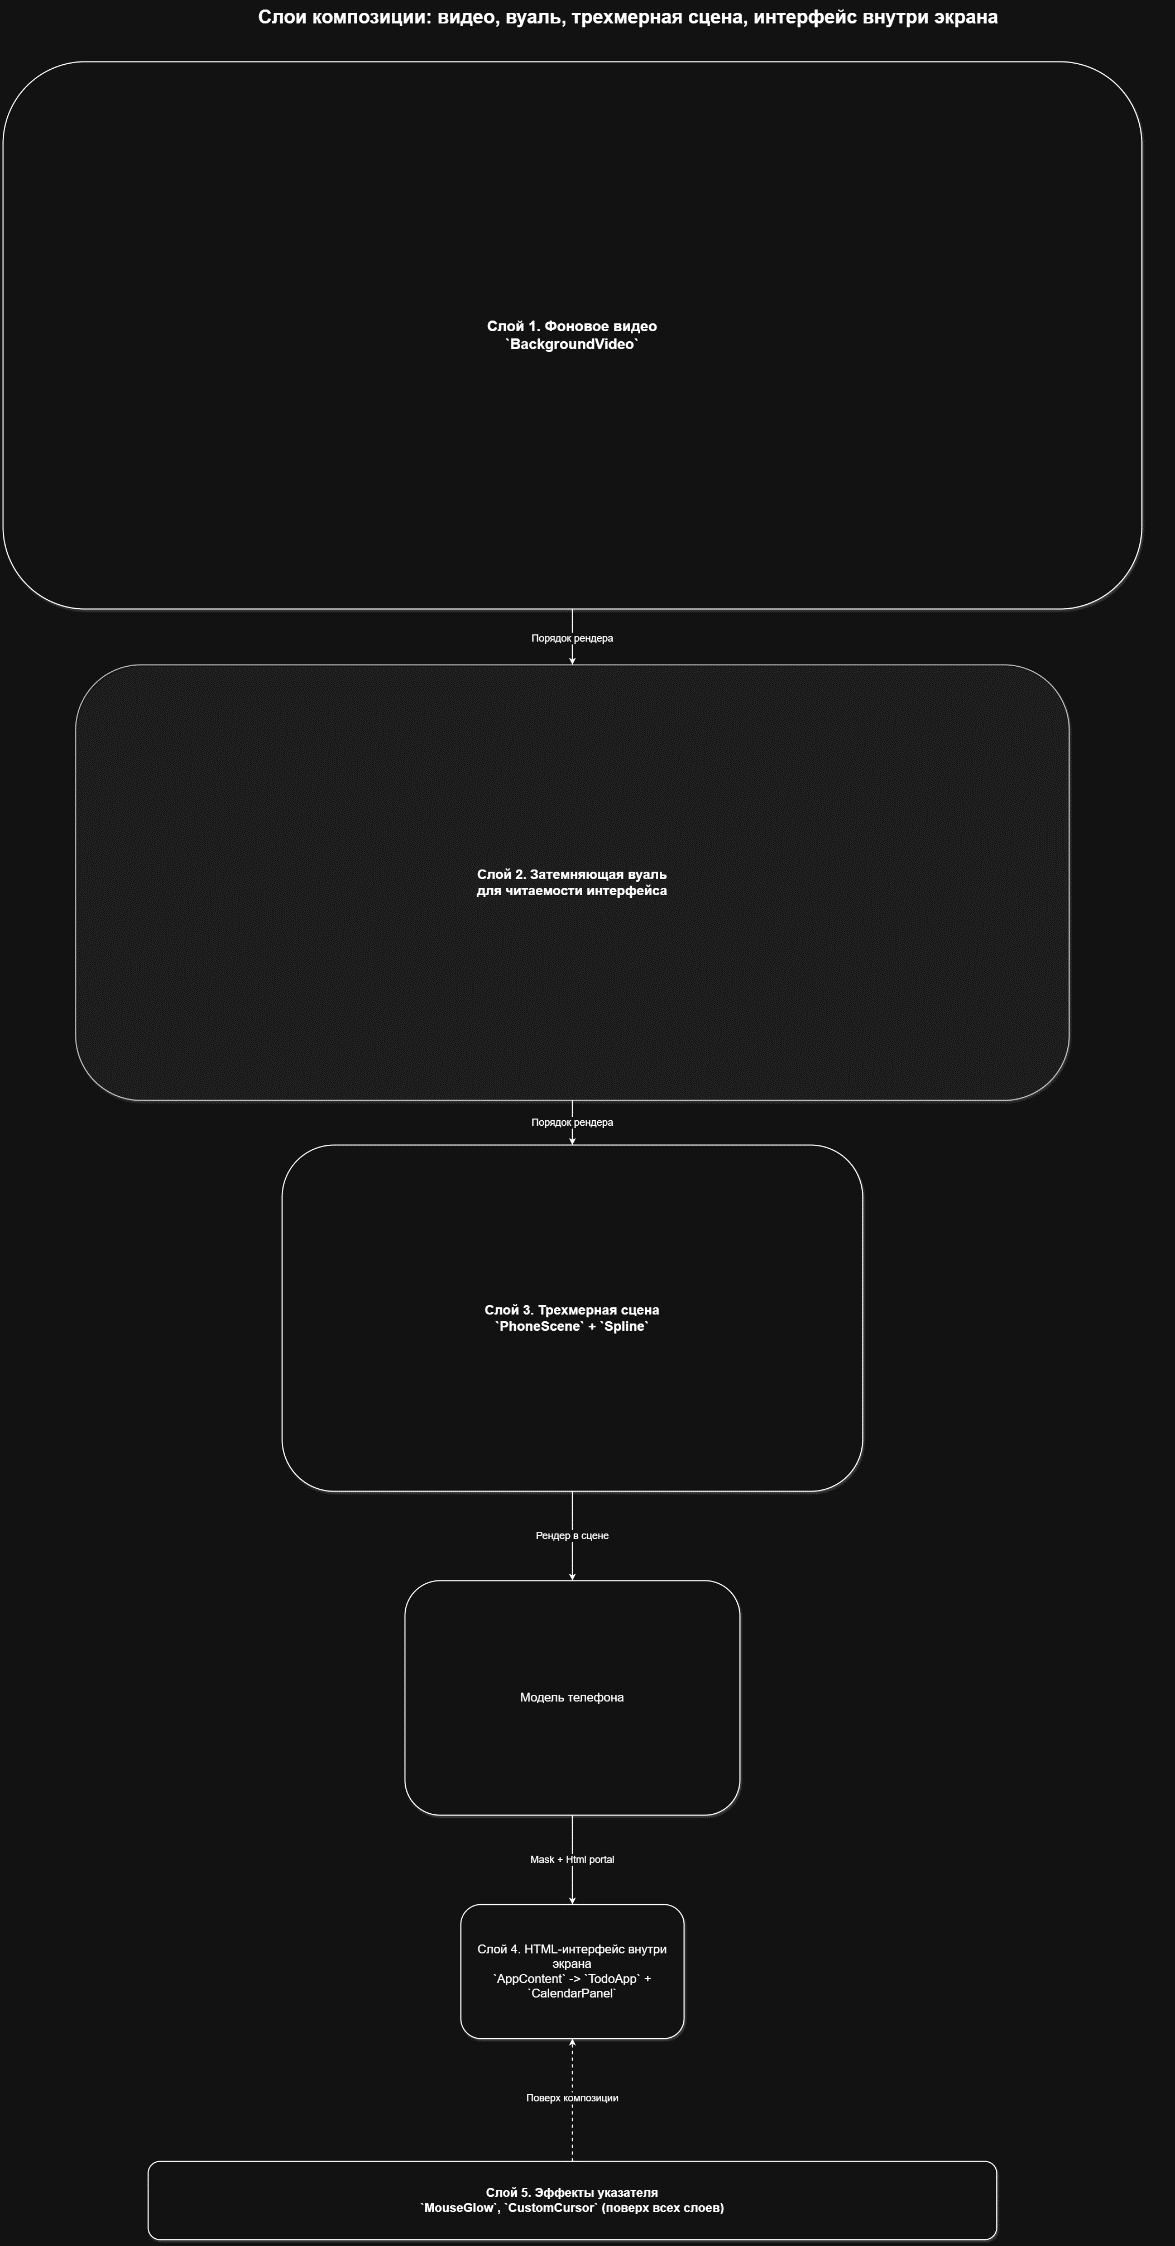 Слои композиции: видео, вуаль, трехмерная сцена, интерфейс внутри экрана
Слой 1. Фоновое видео
`BackgroundVideo`
Порядок рендера
Слой 2. Затемняющая вуаль
для читаемости интерфейса
Порядок рендера
Слой 3. Трехмерная сцена
`PhoneScene` + `Spline`
Рендер в сцене
Модель телефона
Mask + Html portal
Слой 4. HTML-интерфейс внутри
экрана
`AppContent` -> `TodoApp` +
`CalendarPanel`
Поверх композиции
Слой 5. Эффекты указателя
`MouseGlow`, `CustomCursor` (поверх всех слоев)